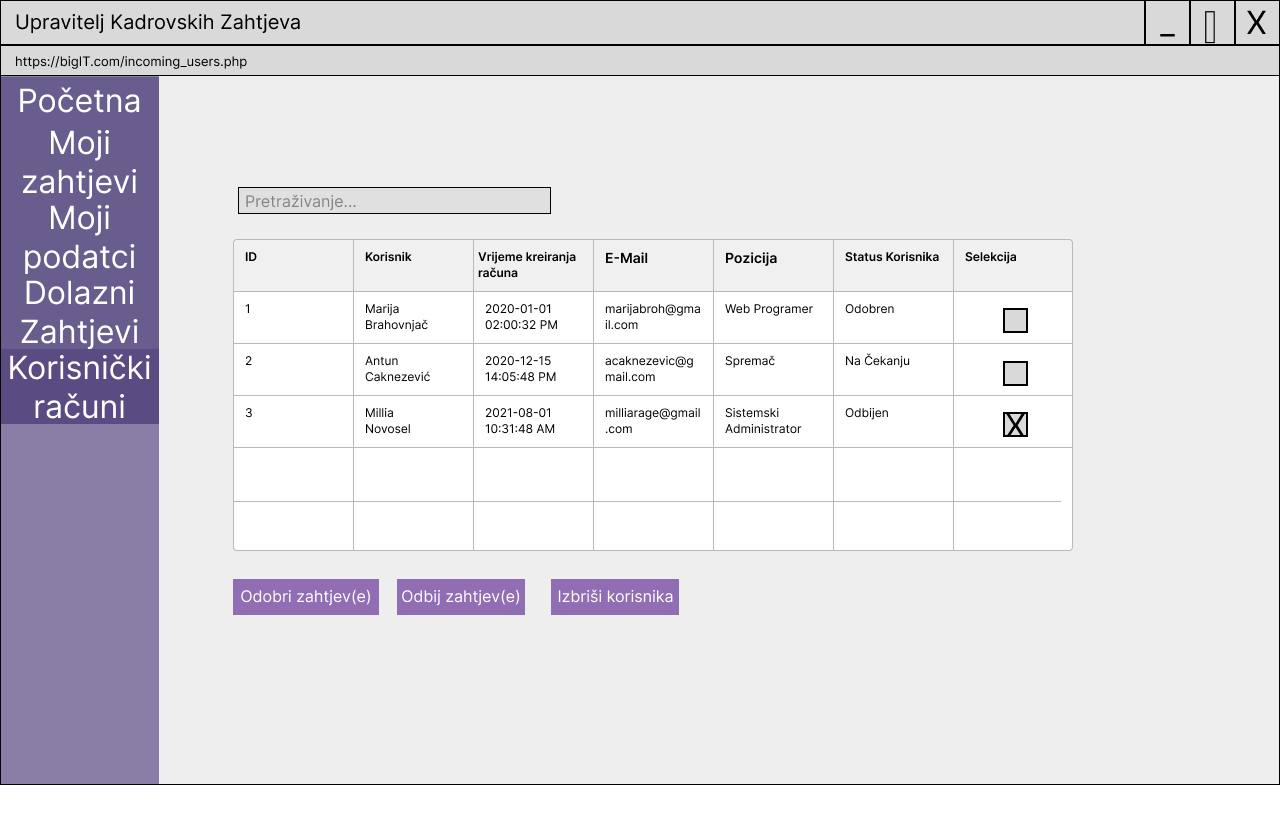 Upravitelj Kadrovskih Zahtjeva
_ X
https://bigIT.com/incoming_users.php
Početna
Moji
zahtjevi
Moji
podatci
Dolazni
Zahtjevi
Korisnički
računi
Pretraživanje...
ID Korisnik Vrijeme kreiranja računa E-Mail Pozicija Status Korisnika Selekcija
1 Marija Brahovnjač 2020-01-01 02:00:32 PM marijabroh@gmail.com Web Programer Odobren
2 Antun Caknezević 2020-12-15 14:05:48 PM acaknezevic@gmail.com Spremač Na Čekanju
3 Millia Novosel 2021-08-01 10:31:48 AM milliarage@gmail.com Sistemski Administrator Odbijen X
Odobri zahtjev(e) Odbij zahtjev(e) Izbriši korisnika